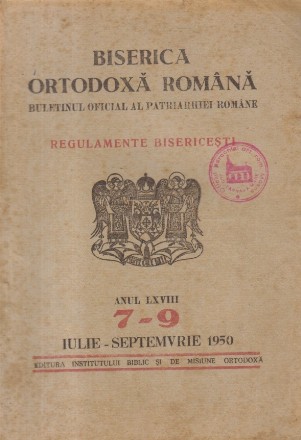 BISERICA
ORTODOXĂ ROMÂNĂ
BULETINUL OFICIAL AL PATRIARHIEI ROMÂNE
REGULAMENTE BISERICEȘTI
ANUL LXVIII
7-9
IULIE - SEPTEMVRIE 1950
EDITURA INSTITUTULUI BIBLIC ȘI DE MISIUNE ORTODOXĂ